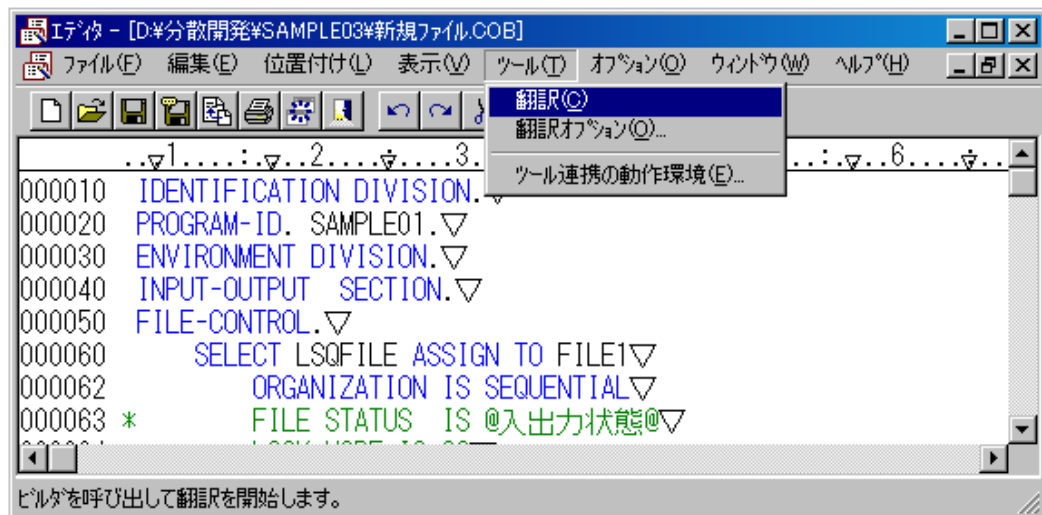 ｴﾃﾞｨﾀ - [D:¥分散開発¥SAMPLE03¥新規ﾌｧｲﾙ.COB]
ﾌｧｲﾙ(F) 編集(E) 位置付け(L) 表示(V) ツール(T) ｵﾌﾟｼｮﾝ(O) ｳｨﾝﾄﾞｳ(W) ﾍﾙﾌﾟ(H)
翻訳(C)
翻訳ｵﾌﾟｼｮﾝ(O)...
ツール連携の動作環境(E)...
..▽1....:.▽..2....▽....3. ..:.▽..6....▽..
000010 IDENTIFICATION DIVISION.▽
000020 PROGRAM-ID. SAMPLE01.▽
000030 ENVIRONMENT DIVISION.▽
000040 INPUT-OUTPUT SECTION.▽
000050 FILE-CONTROL.▽
000060 SELECT LSQFILE ASSIGN TO FILE1▽
000062 ORGANIZATION IS SEQUENTIAL▽
000063 * FILE STATUS IS @入出力状態@▽
ﾋﾞﾙﾀﾞを呼び出して翻訳を開始します。